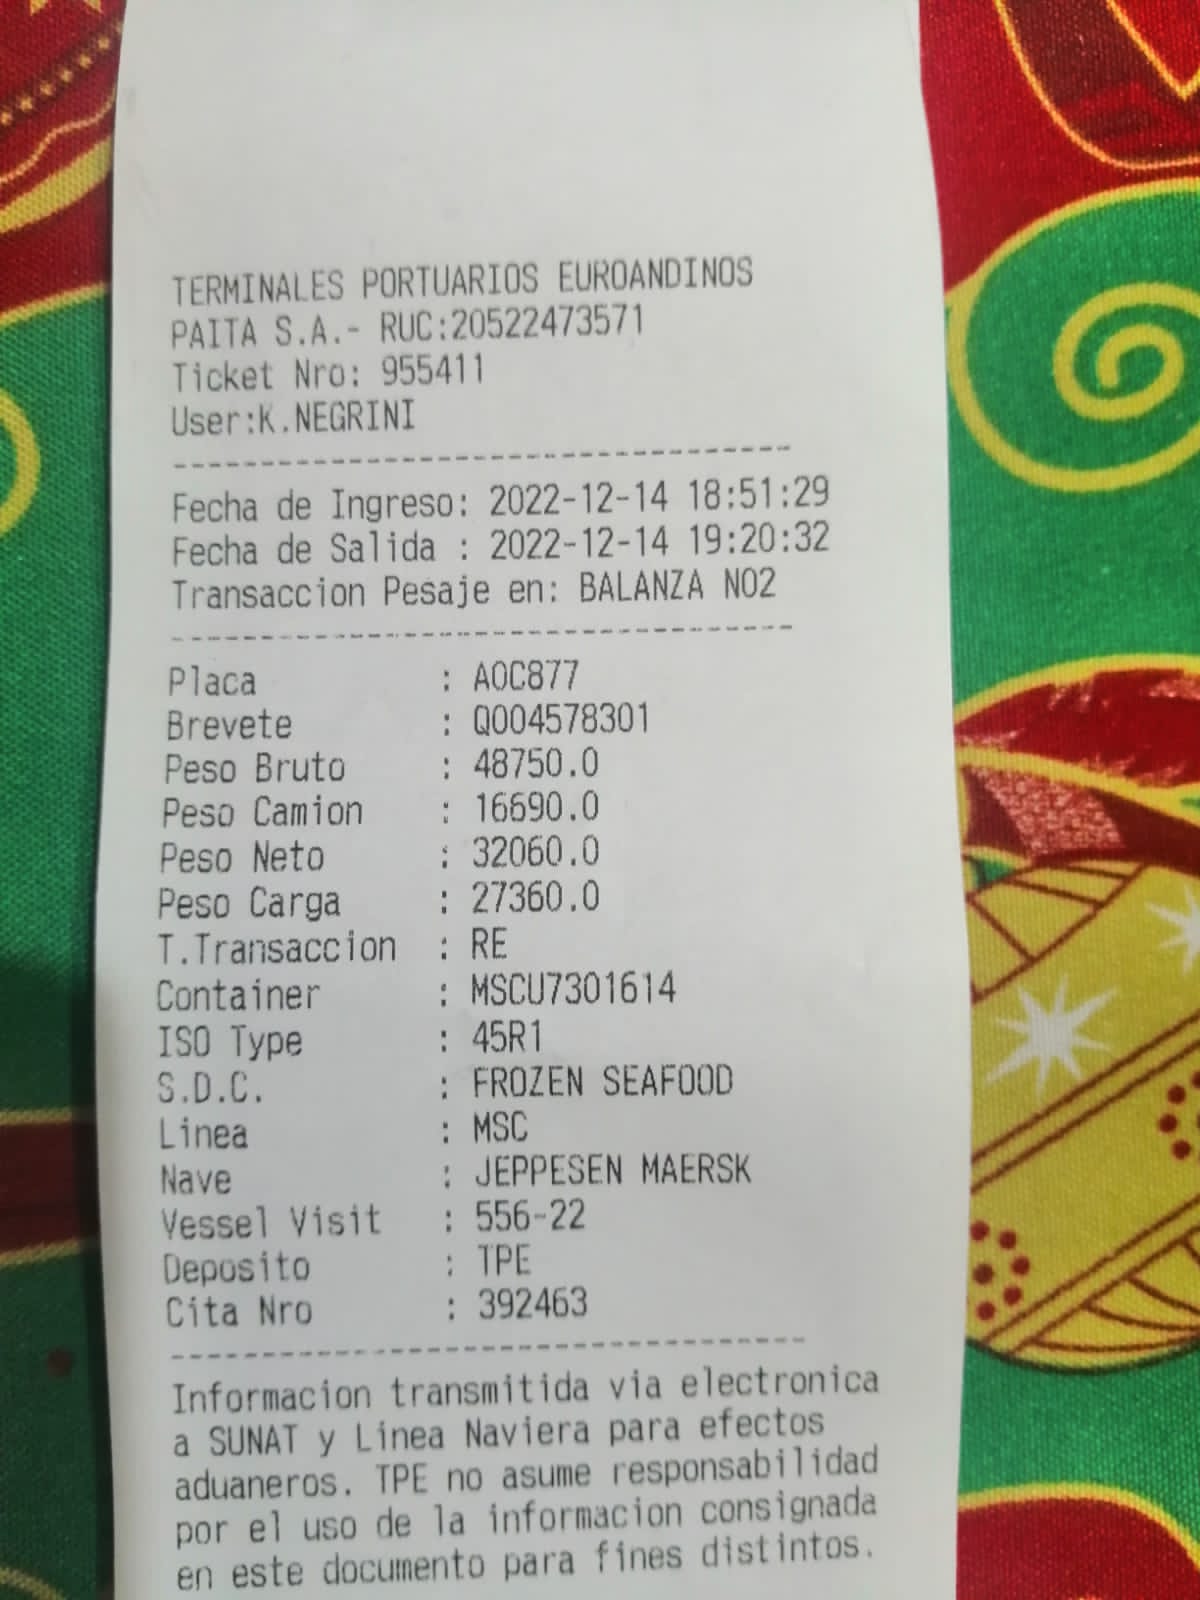 TERMINALES PORTUARIOS EUROANDINOS
PAITA S.A.- RUC:20522473571
Ticket Nro: 955411
User:K.NEGRINI
-----------------------------------
Fecha de Ingreso: 2022-12-14 18:51:29
Fecha de Salida : 2022-12-14 19:20:32
Transaccion Pesaje en: BALANZA NO2
-----------------------------------
Placa : AOC877
Brevete : Q004578301
Peso Bruto : 48750.0
Peso Camion : 16690.0
Peso Neto : 32060.0
Peso Carga : 27360.0
T.Transaccion : RE
Container : MSCU7301614
ISO Type : 45R1
S.D.C. : FROZEN SEAFOOD
Linea : MSC
Nave : JEPPESEN MAERSK
Vessel Visit : 556-22
Deposito : TPE
Cita Nro : 392463
-----------------------------------
Informacion transmitida via electronica
a SUNAT y Linea Naviera para efectos
aduaneros. TPE no asume responsabilidad
por el uso de la informacion consignada
en este documento para fines distintos.